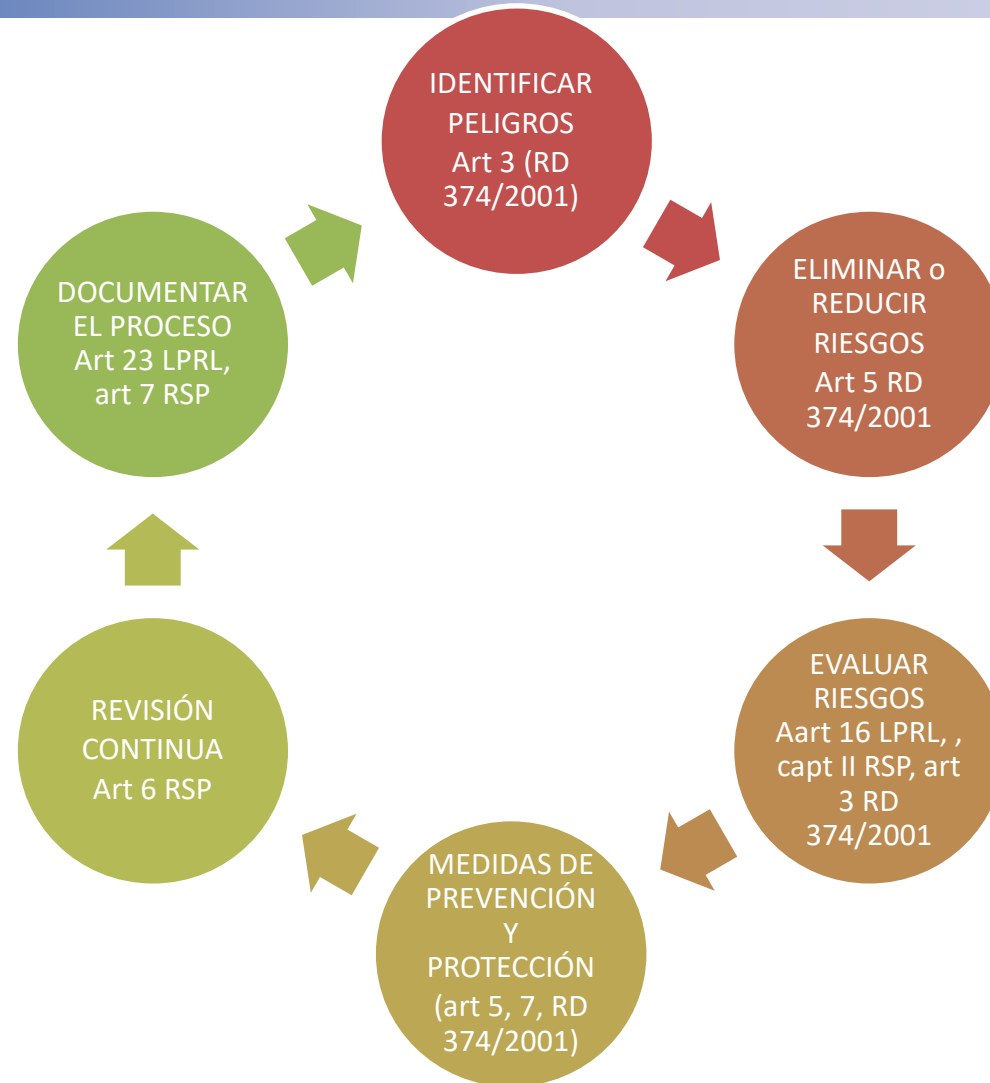 IDENTIFICAR
PELIGROS
Art 3 (RD
374/2001)
ELIMINAR o
REDUCIR
RIESGOS
Art 5 RD
374/2001
EVALUAR
RIESGOS
Aart 16 LPRL, ,
capt II RSP, art
3 RD
374/2001
MEDIDAS DE
PREVENCIÓN
Y
PROTECCIÓN
(art 5, 7, RD
374/2001)
REVISIÓN
CONTINUA
Art 6 RSP
DOCUMENTAR
EL PROCESO
Art 23 LPRL,
art 7 RSP